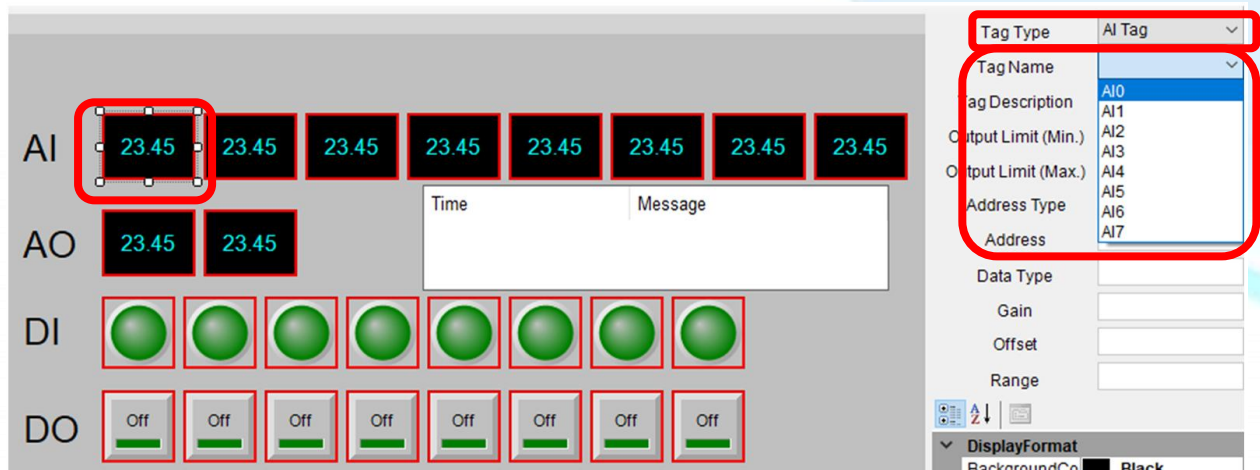 Tag Type AI Tag
Tag Name
AI0
Tag Description
AI1
AI2
Output Limit (Min.)
AI3
Output Limit (Max.)
AI4
AI5
Address Type
AI6
AI7
Address
Data Type
Gain
Offset
Range
DisplayFormat
BackgroundCo Black
AI 23.45 23.45 23.45 23.45 23.45 23.45 23.45 23.45
Time Message
AO 23.45 23.45
DI
DO Off Off Off Off Off Off Off Off